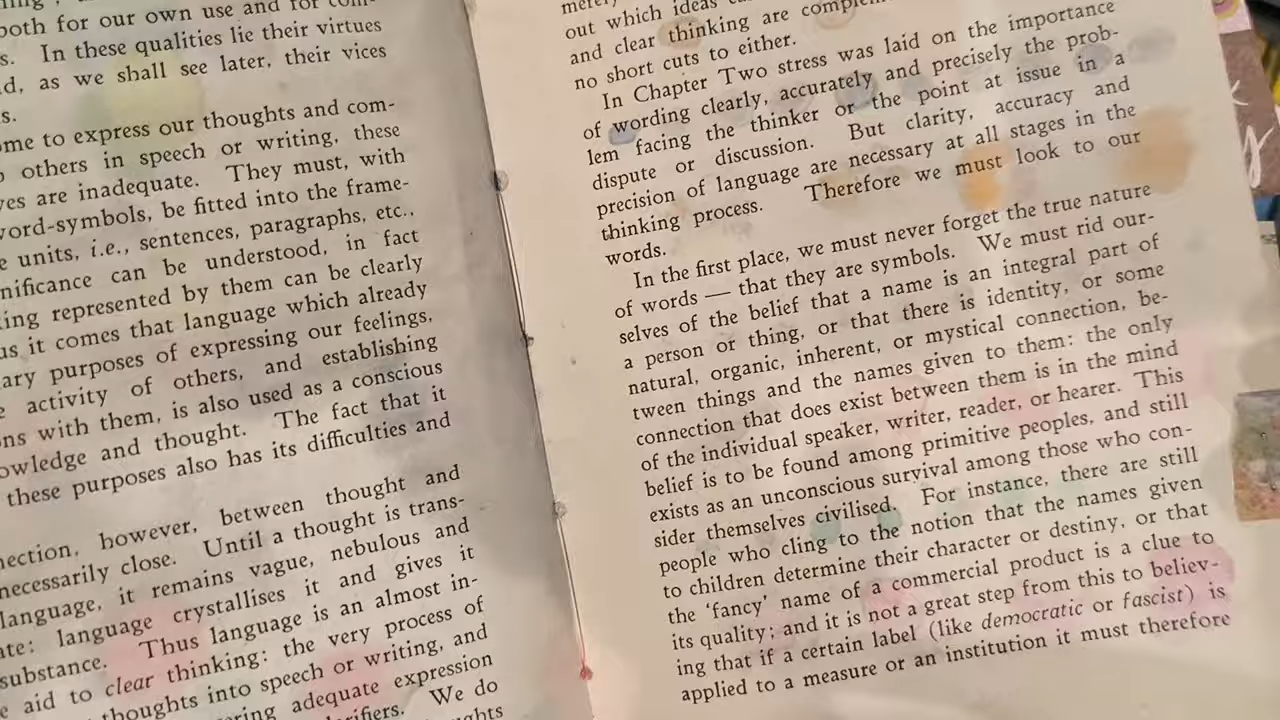 both for our own use and for com-
s. In these qualities lie their virtues
as we shall see later, their vices
s.
me to express our thoughts and com-
others in speech or writing, these
ves are inadequate. They must, with
word-symbols, be fitted into the frame-
e units, i.e., sentences, paragraphs, etc.,
nificance can be understood, in fact
ing represented by them can be clearly
us it comes that language which already
ary purposes of expressing our feelings,
e activity of others, and establishing
ns with them, is also used as a conscious
owledge and thought. The fact that it
these purposes also has its difficulties and
nection, however, between thought and
necessarily close. Until a thought is trans-
language, it remains vague, nebulous and
ate: language crystallises it and gives it
substance. Thus language is an almost in-
e aid to clear thinking: the very process of
thoughts into speech or writing, and
ring adequate expression
rifiers. We do
ughts
out which ideas
and clear thinking are
no short cuts to either.
In Chapter Two stress was laid on the importance
of wording clearly, accurately and precisely the prob-
lem facing the thinker or the point at issue in a
dispute or discussion. But clarity, accuracy and
precision of language are necessary at all stages in the
thinking process. Therefore we must look to our
words.
In the first place, we must never forget the true nature
of words — that they are symbols. We must rid our-
selves of the belief that a name is an integral part of
a person or thing, or that there is identity, or some
natural, organic, inherent, or mystical connection, be-
tween things and the names given to them: the only
connection that does exist between them is in the mind
of the individual speaker, writer, reader, or hearer. This
belief is to be found among primitive peoples, and still
exists as an unconscious survival among those who con-
sider themselves civilised. For instance, there are still
people who cling to the notion that the names given
to children determine their character or destiny, or that
the ‘fancy’ name of a commercial product is a clue to
its quality; and it is not a great step from this to believ-
ing that if a certain label (like democratic or fascist) is
applied to a measure or an institution it must therefore